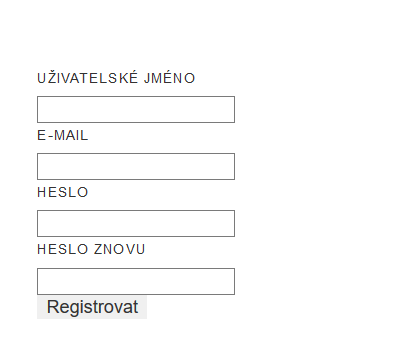 UŽIVATELSKÉ JMÉNO
E-MAIL
HESLO
HESLO ZNOVU
Registrovat